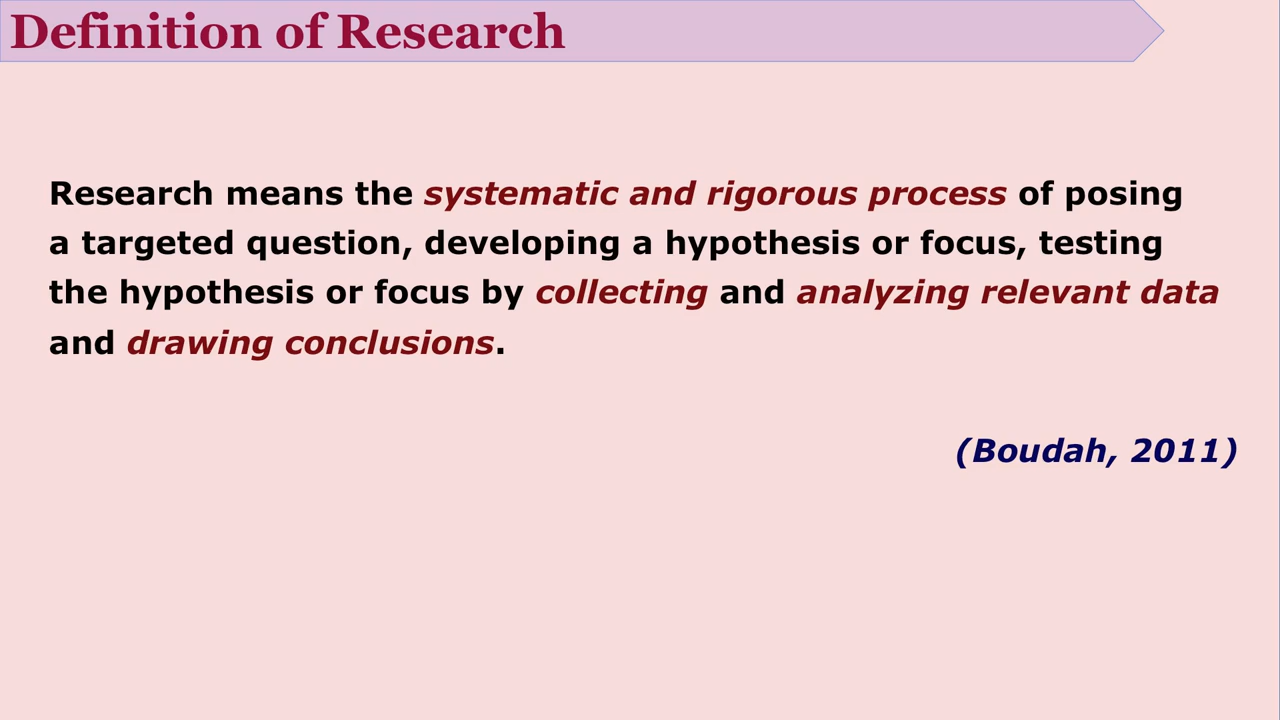 Definition of Research
Research means the systematic and rigorous process of posing
a targeted question, developing a hypothesis or focus, testing
the hypothesis or focus by collecting and analyzing relevant data
and drawing conclusions.
(Boudah, 2011)